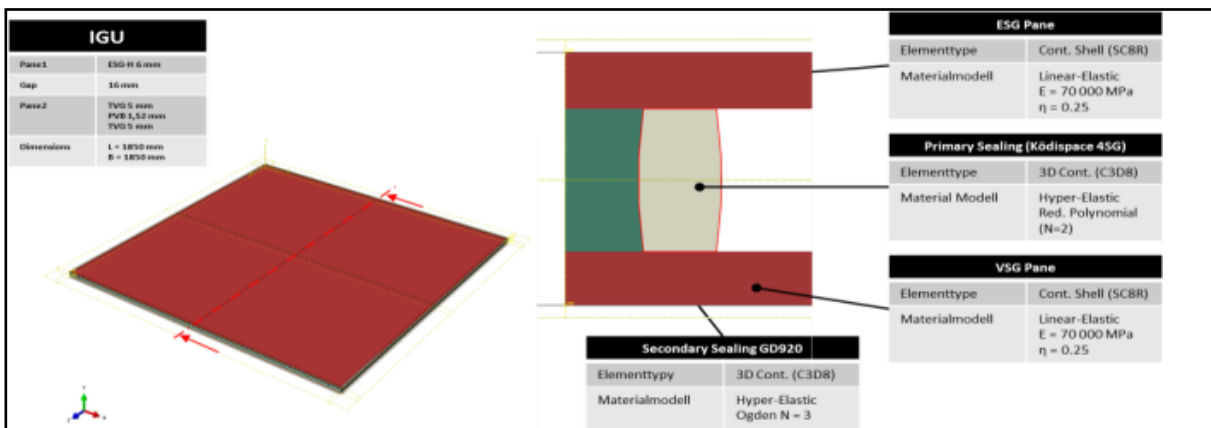 IGU
Pane1 ESG-H 6 mm
Gap 16 mm
Pane2 TVG 5 mm
PVB 1,52 mm
TVG 5 mm
Dimensions L = 1850 mm
B = 1850 mm
ESG Pane
Elementtype Cont. Shell (SC8R)
Materialmodell Linear-Elastic
E = 70 000 MPa
η = 0.25
Primary Sealing (Ködispace 4SG)
Elementtype 3D Cont. (C3D8)
Material Modell Hyper-Elastic
Red. Polynomial
(N=2)
VSG Pane
Elementtype Cont. Shell (SC8R)
Materialmodell Linear-Elastic
E = 70 000 MPa
η = 0.25
Secondary Sealing GD920
Elementtypy 3D Cont. (C3D8)
Materialmodell Hyper-Elastic
Ogden N = 3